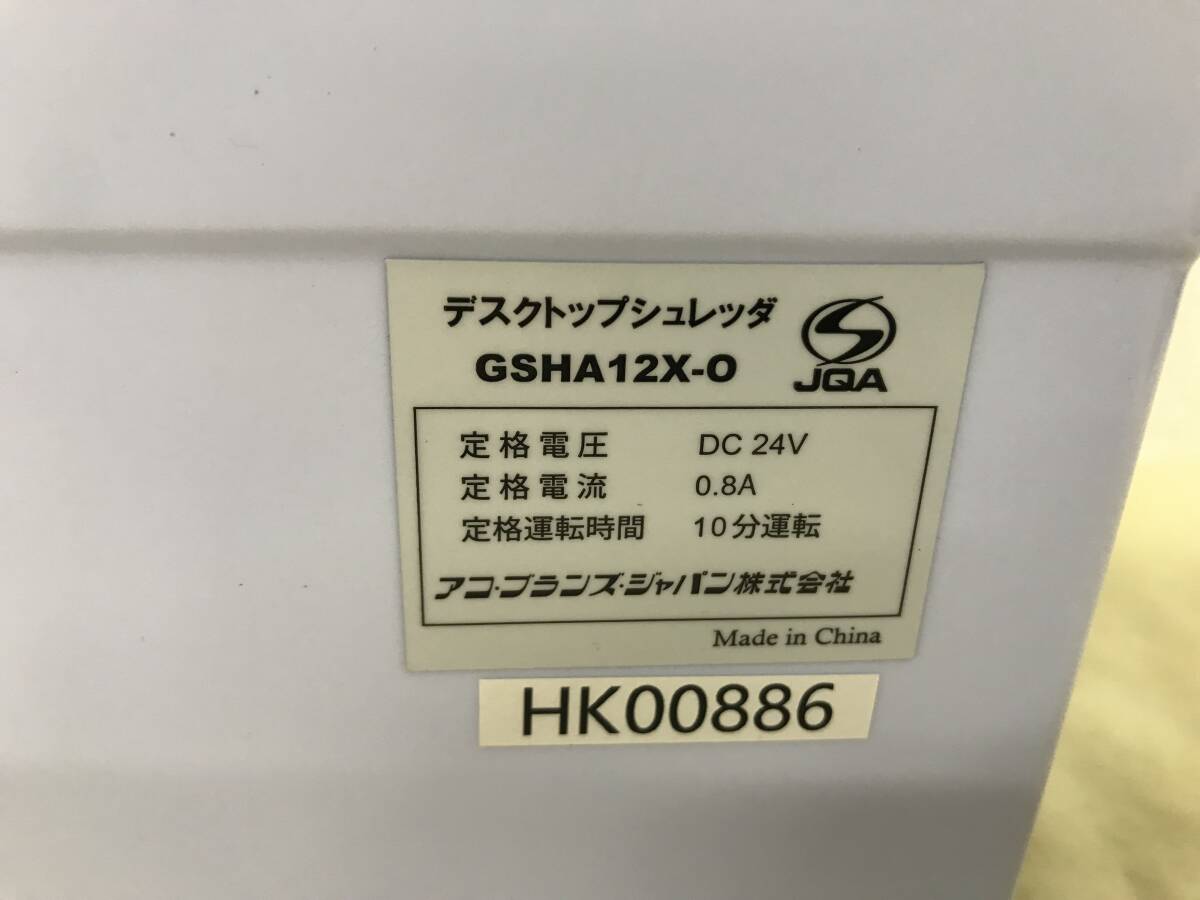 デスクトップシュレッダ
GSHA12X-O
JQA
定格電圧 DC 24V
定格電流 0.8A
定格運転時間 10分運転
アコ・ブランズ・ジャパン株式会社
Made in China
HK00886